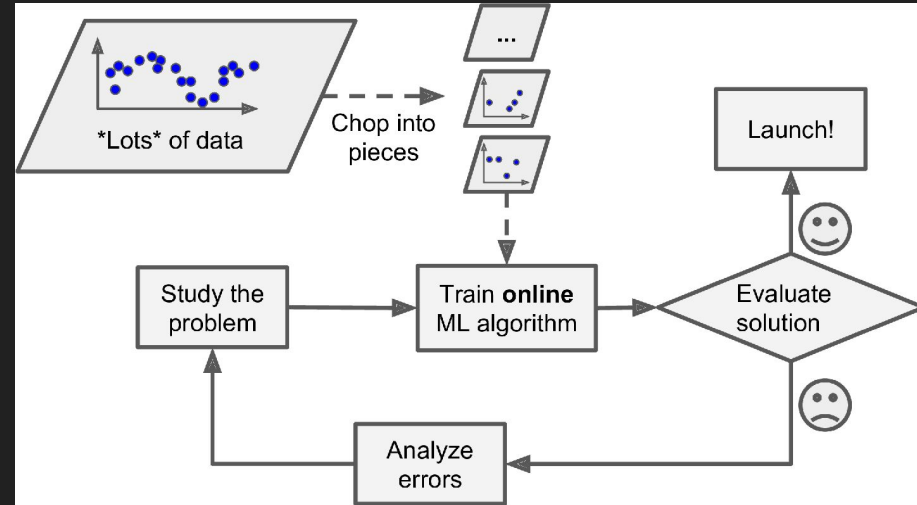 ...
*Lots* of data
Chop into
pieces
Launch!
Study the
problem
Train online
ML algorithm
Evaluate
solution
Analyze
errors